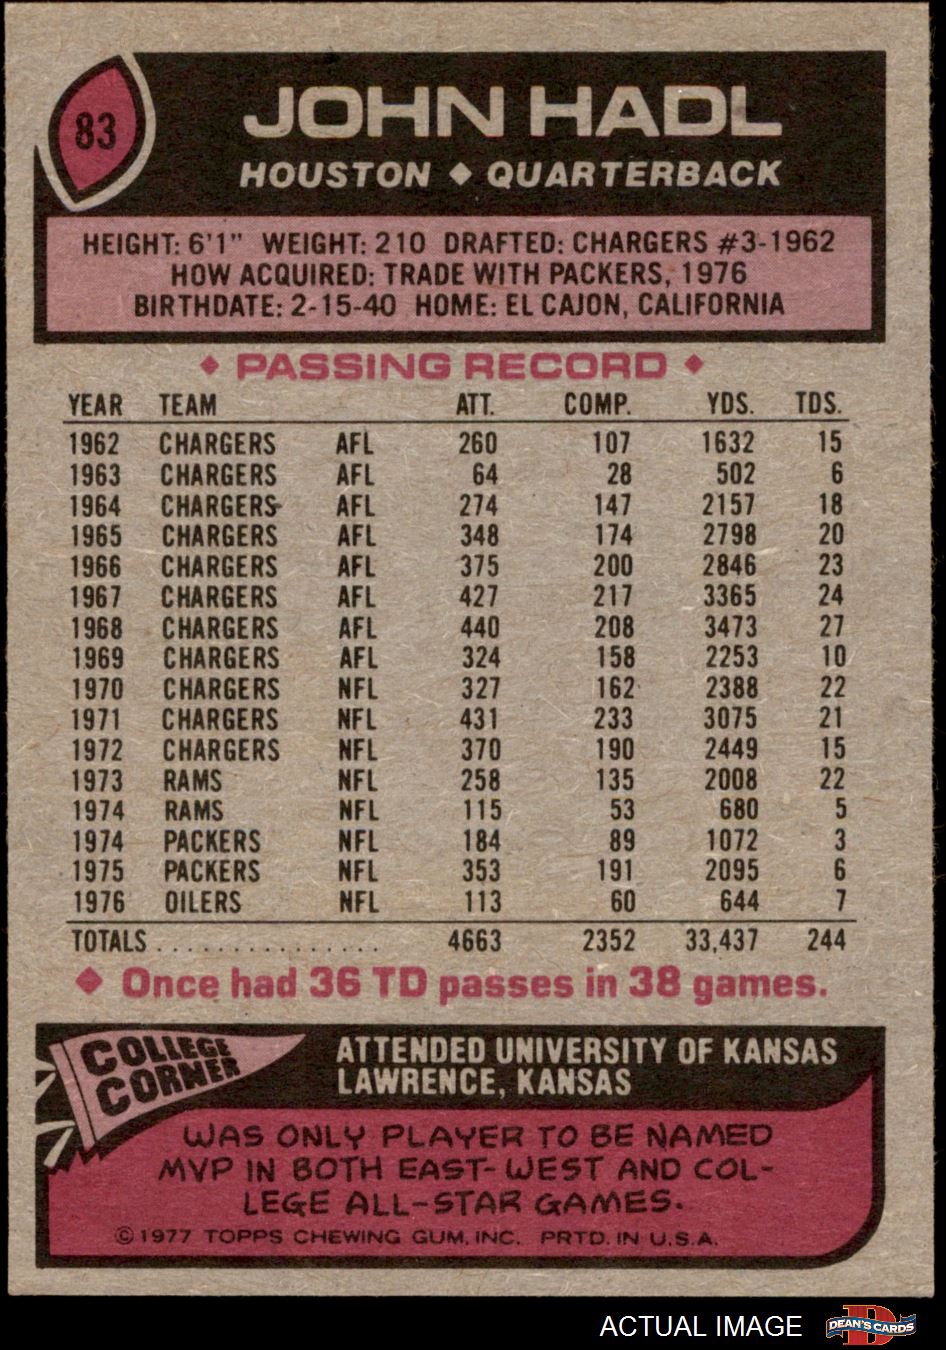 83
JOHN HADL
HOUSTON ◆ QUARTERBACK
HEIGHT: 6'1" WEIGHT: 210 DRAFTED: CHARGERS #3-1962
HOW ACQUIRED: TRADE WITH PACKERS, 1976
BIRTHDATE: 2-15-40 HOME: EL CAJON, CALIFORNIA
◆ PASSING RECORD ◆
YEAR TEAM ATT. COMP. YDS. TDS.
1962 CHARGERS AFL 260 107 1632 15
1963 CHARGERS AFL 64 28 502 6
1964 CHARGERS AFL 274 147 2157 18
1965 CHARGERS AFL 348 174 2798 20
1966 CHARGERS AFL 375 200 2846 23
1967 CHARGERS AFL 427 217 3365 24
1968 CHARGERS AFL 440 208 3473 27
1969 CHARGERS AFL 324 158 2253 10
1970 CHARGERS NFL 327 162 2388 22
1971 CHARGERS NFL 431 233 3075 21
1972 CHARGERS NFL 370 190 2449 15
1973 RAMS NFL 258 135 2008 22
1974 RAMS NFL 115 53 680 5
1974 PACKERS NFL 184 89 1072 3
1975 PACKERS NFL 353 191 2095 6
1976 OILERS NFL 113 60 644 7
TOTALS ............... 4663 2352 33,437 244
◆ Once had 36 TD passes in 38 games.
COLLEGE
CORNER
ATTENDED UNIVERSITY OF KANSAS
LAWRENCE, KANSAS
WAS ONLY PLAYER TO BE NAMED
MVP IN BOTH EAST-WEST AND COL-
LEGE ALL-STAR GAMES.
©1977 TOPPS CHEWING GUM, INC. PRTD. IN U.S.A.
ACTUAL IMAGE
DEAN'S CARDS